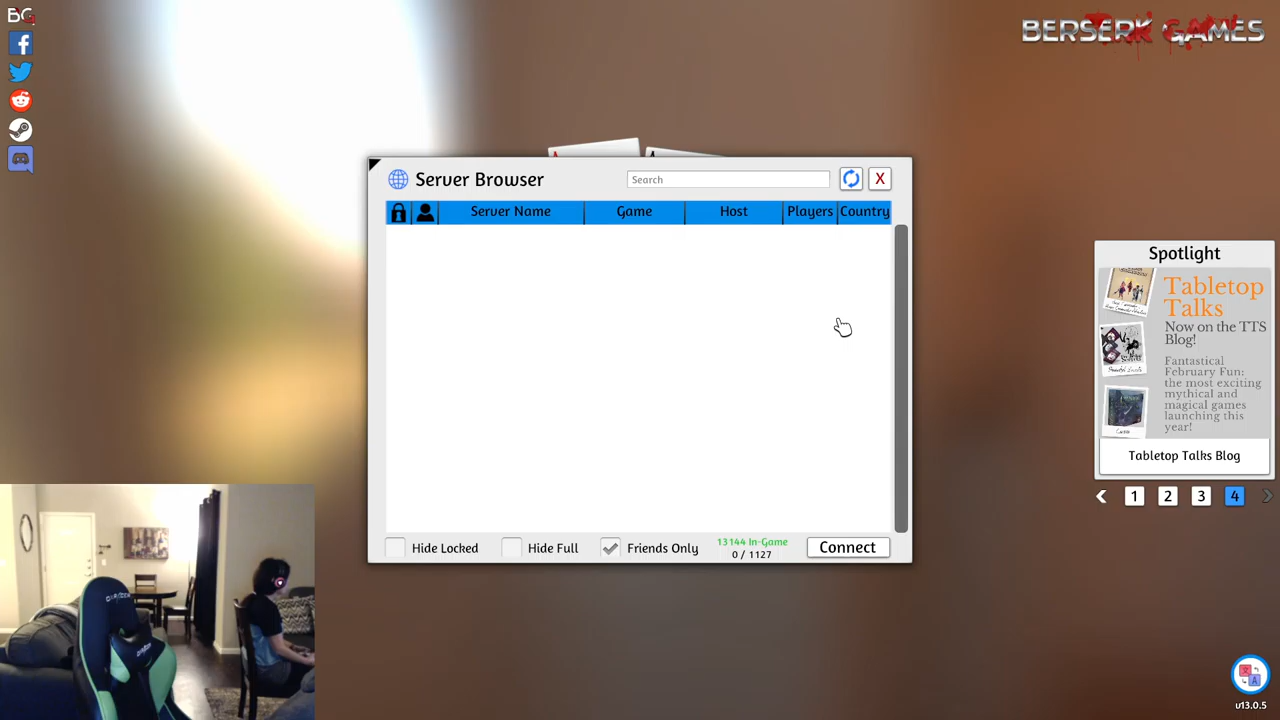 BG
BERSERK GAMES
Server Browser
Search
X
Server Name
Game
Host
Players
Country
Hide Locked
Hide Full
Friends Only
13144 In-Game
0 / 1127
Connect
Spotlight
Tabletop
Talks
Now on the TTS
Blog!
Fantastical
February Fun:
the most exciting
mythical and
magical games
launching this
year!
Tabletop Talks Blog
1
2
3
4
v13.0.5